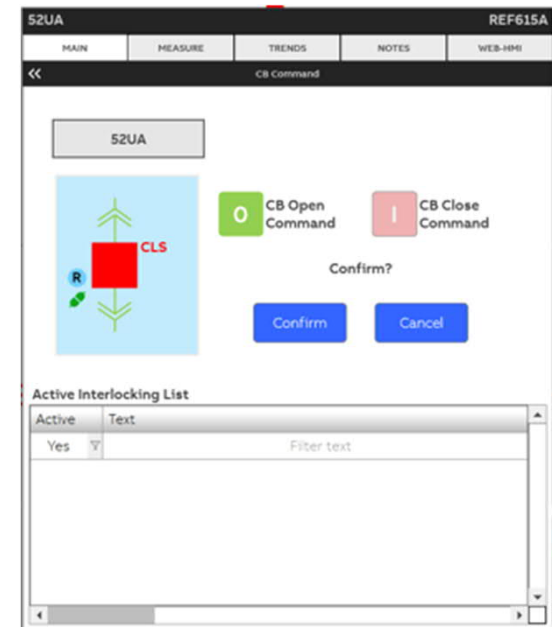 52UA REF615A
MAIN MEASURE TRENDS NOTES WEB-HMI
<< CB Command
52UA
CLS
R
0 CB Open Command
I CB Close Command
Confirm?
Confirm Cancel
Active Interlocking List
Active Text
Yes Filter text